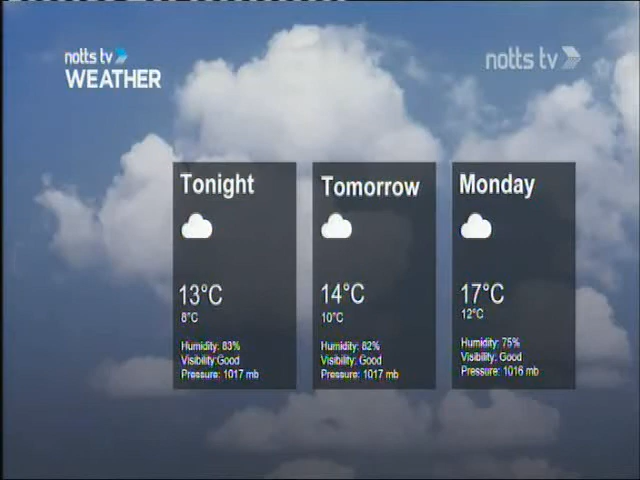 notts tv
WEATHER
notts tv
Tonight
13°C
8°C
Humidity: 83%
Visibility:Good
Pressure: 1017 mb
Tomorrow
14°C
10°C
Humidity: 82%
Visibility: Good
Pressure: 1017 mb
Monday
17°C
12°C
Humidity: 75%
Visibility: Good
Pressure: 1016 mb